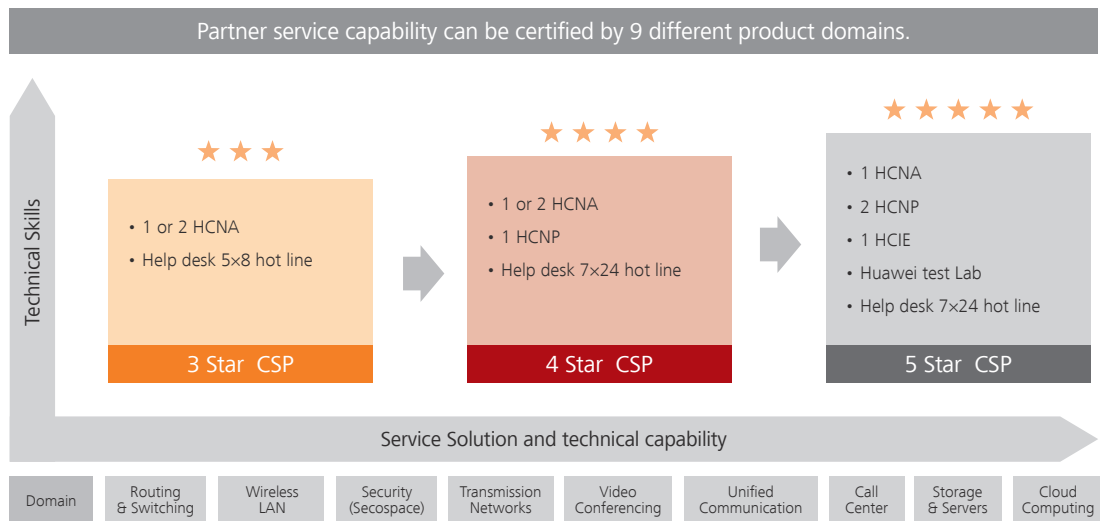 Partner service capability can be certified by 9 different product domains.
Technical Skills
• 1 or 2 HCNA
• Help desk 5×8 hot line
3 Star CSP
• 1 or 2 HCNA
• 1 HCNP
• Help desk 7×24 hot line
4 Star CSP
• 1 HCNA
• 2 HCNP
• 1 HCIE
• Huawei test Lab
• Help desk 7×24 hot line
5 Star CSP
Service Solution and technical capability
Domain
Routing
& Switching
Wireless
LAN
Security
(Secospace)
Transmission
Networks
Video
Conferencing
Unified
Communication
Call
Center
Storage
& Servers
Cloud
Computing